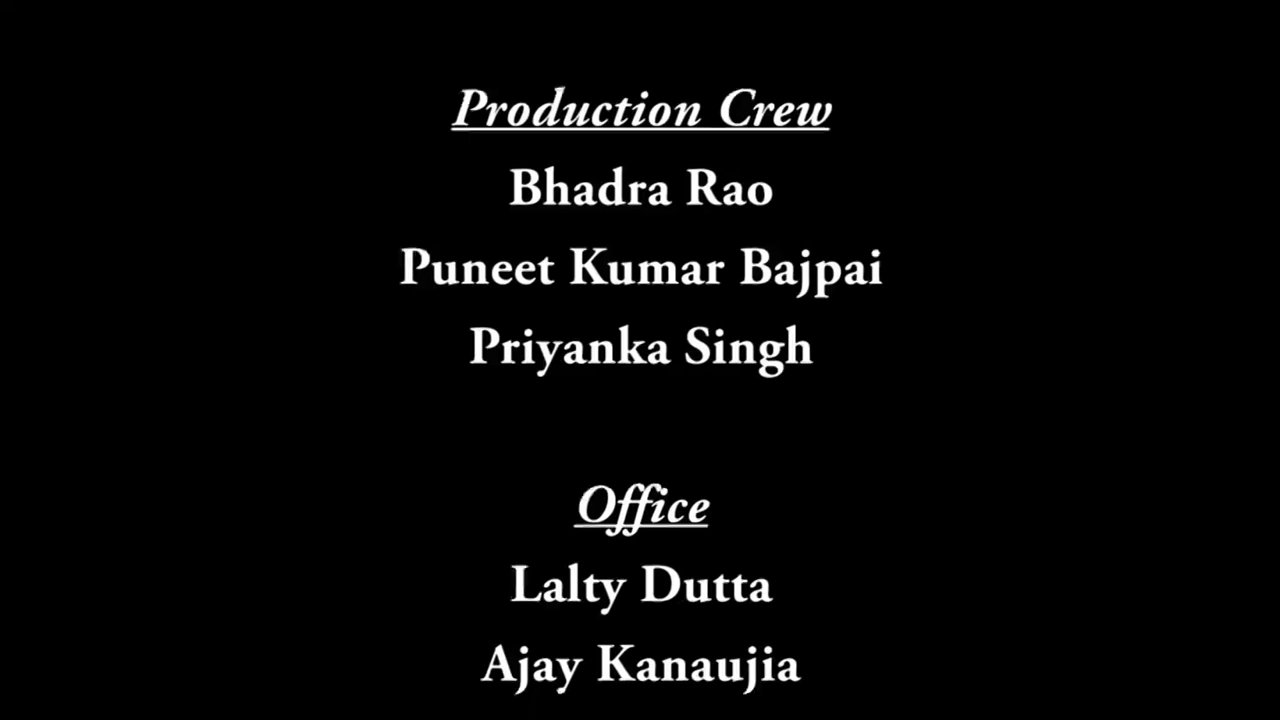 Production Crew
Bhadra Rao
Puneet Kumar Bajpai
Priyanka Singh
Office
Lalty Dutta
Ajay Kanaujia